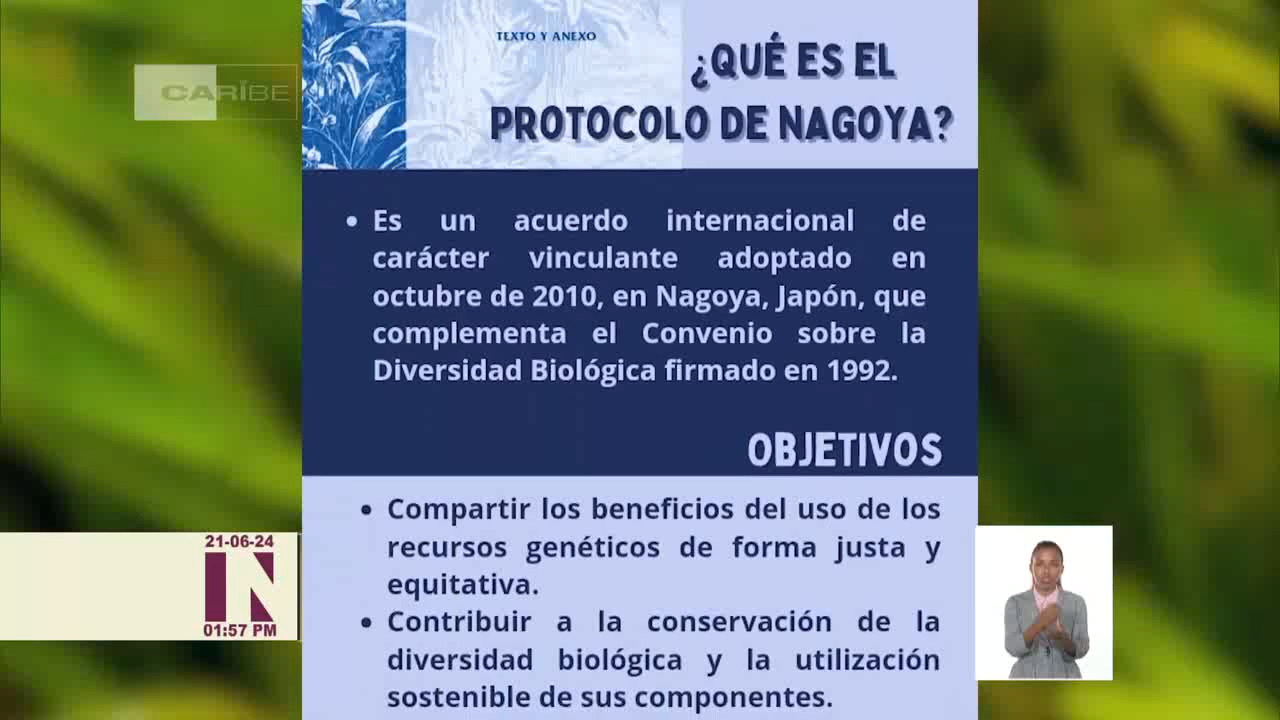 CARIBE
TEXTO Y ANEXO
¿QUÉ ES EL
PROTOCOLO DE NAGOYA?
• Es un acuerdo internacional de
carácter vinculante adoptado en
octubre de 2010, en Nagoya, Japón, que
complementa el Convenio sobre la
Diversidad Biológica firmado en 1992.
OBJETIVOS
• Compartir los beneficios del uso de los
recursos genéticos de forma justa y
equitativa.
• Contribuir a la conservación de la
diversidad biológica y la utilización
sostenible de sus componentes.
21-06-24
IN
01:57 PM